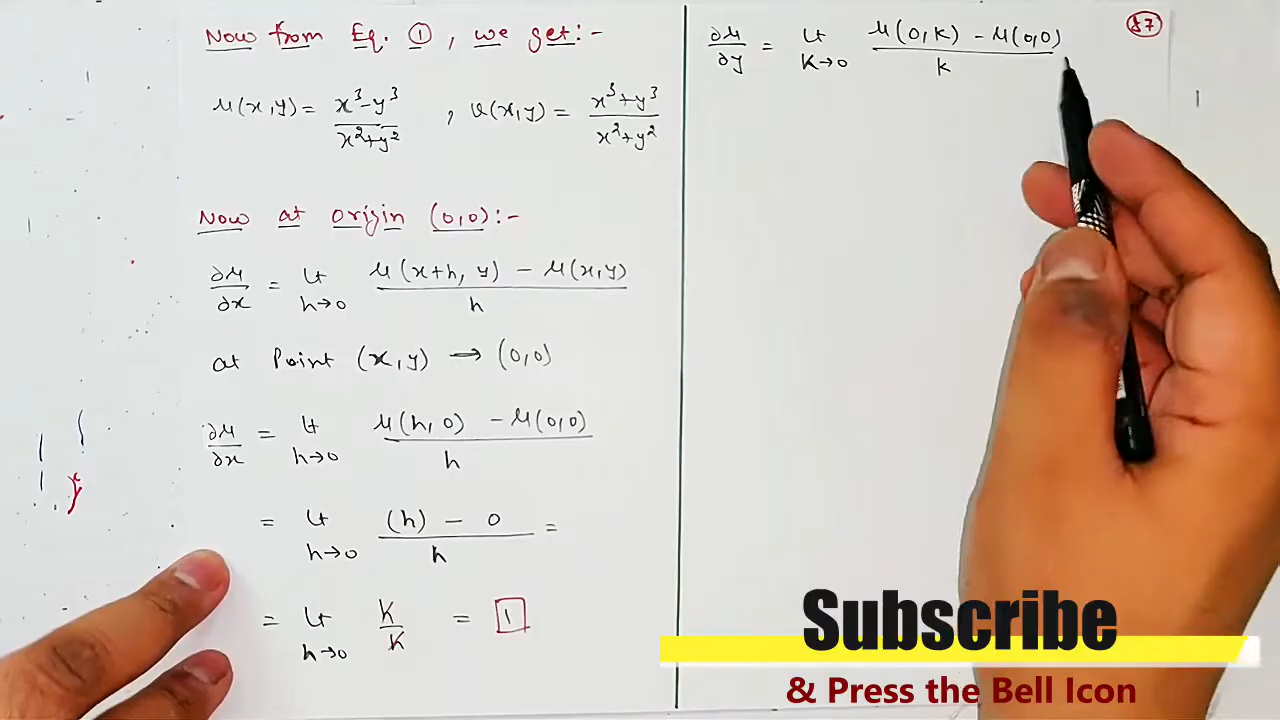 Now from Eq. ①, we get:-
u(x,y) = x³-y³ / x²+y² , v(x,y) = x³+y³ / x²+y²
Now at origin (0,0):-
∂u/∂x = Lt h→0 u(x+h, y) - u(x,y) / h
at Point (x,y) → (0,0)
∂u/∂x = Lt h→0 u(h,0) - u(0,0) / h
= Lt h→0 (h) - 0 / h =
= Lt h→0 h/h = 1
57
∂u/∂y = Lt k→0 u(0,k) - u(0,0) / k
Subscribe
& Press the Bell Icon